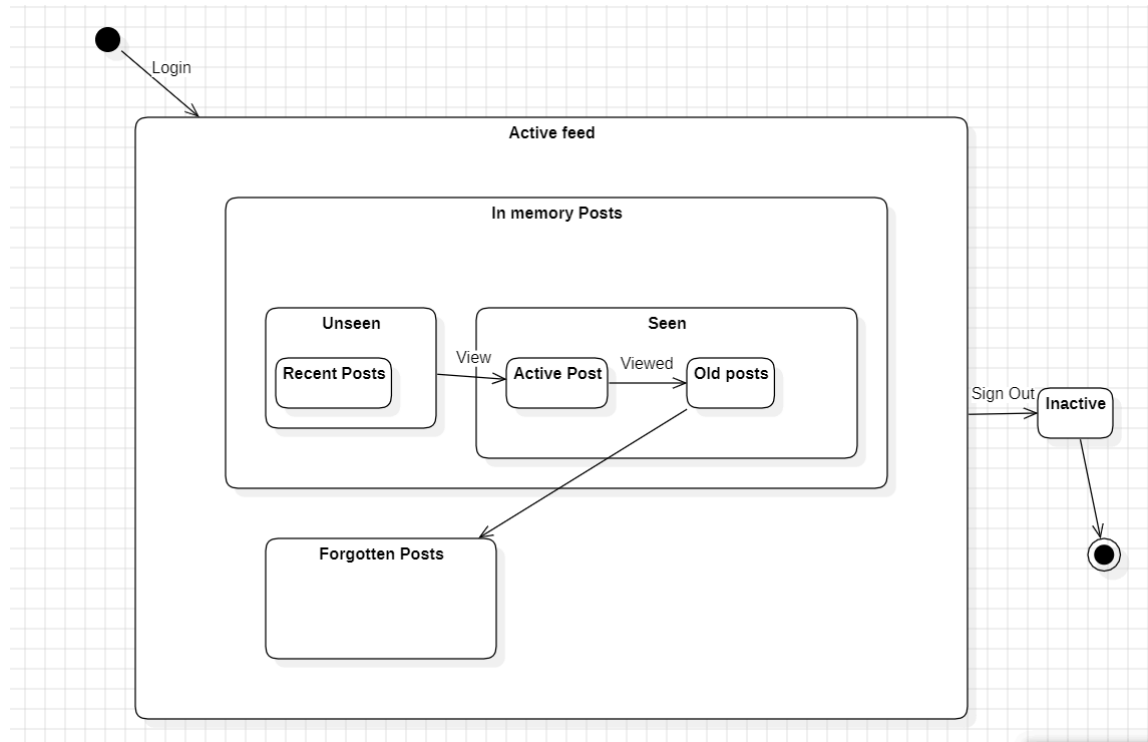 Login
Active feed
In memory Posts
Unseen
Seen
Recent Posts
View
Active Post
Viewed
Old posts
Sign Out
Inactive
Forgotten Posts